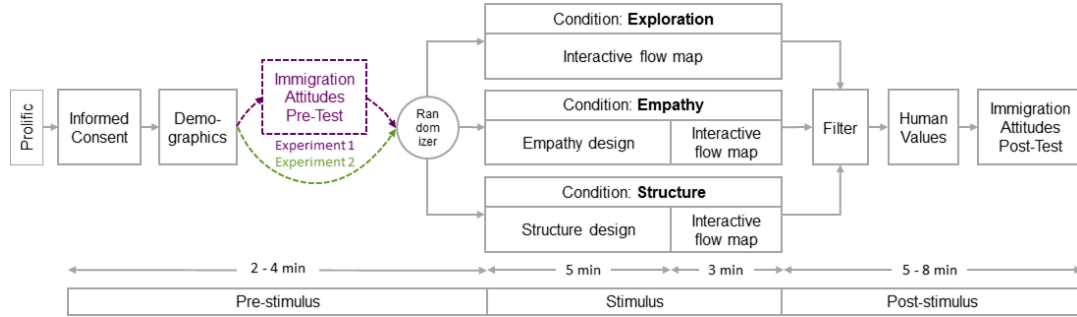 Prolific
Informed
Consent
Demo-
graphics
Immigration
Attitudes
Pre-Test
Experiment 1
Experiment 2
Ran
dom
izer
Condition: Exploration
Interactive flow map
Condition: Empathy
Empathy design
Interactive
flow map
Condition: Structure
Structure design
Interactive
flow map
Filter
Human
Values
Immigration
Attitudes
Post-Test
2 - 4 min
5 min
3 min
5 - 8 min
Pre-stimulus
Stimulus
Post-stimulus